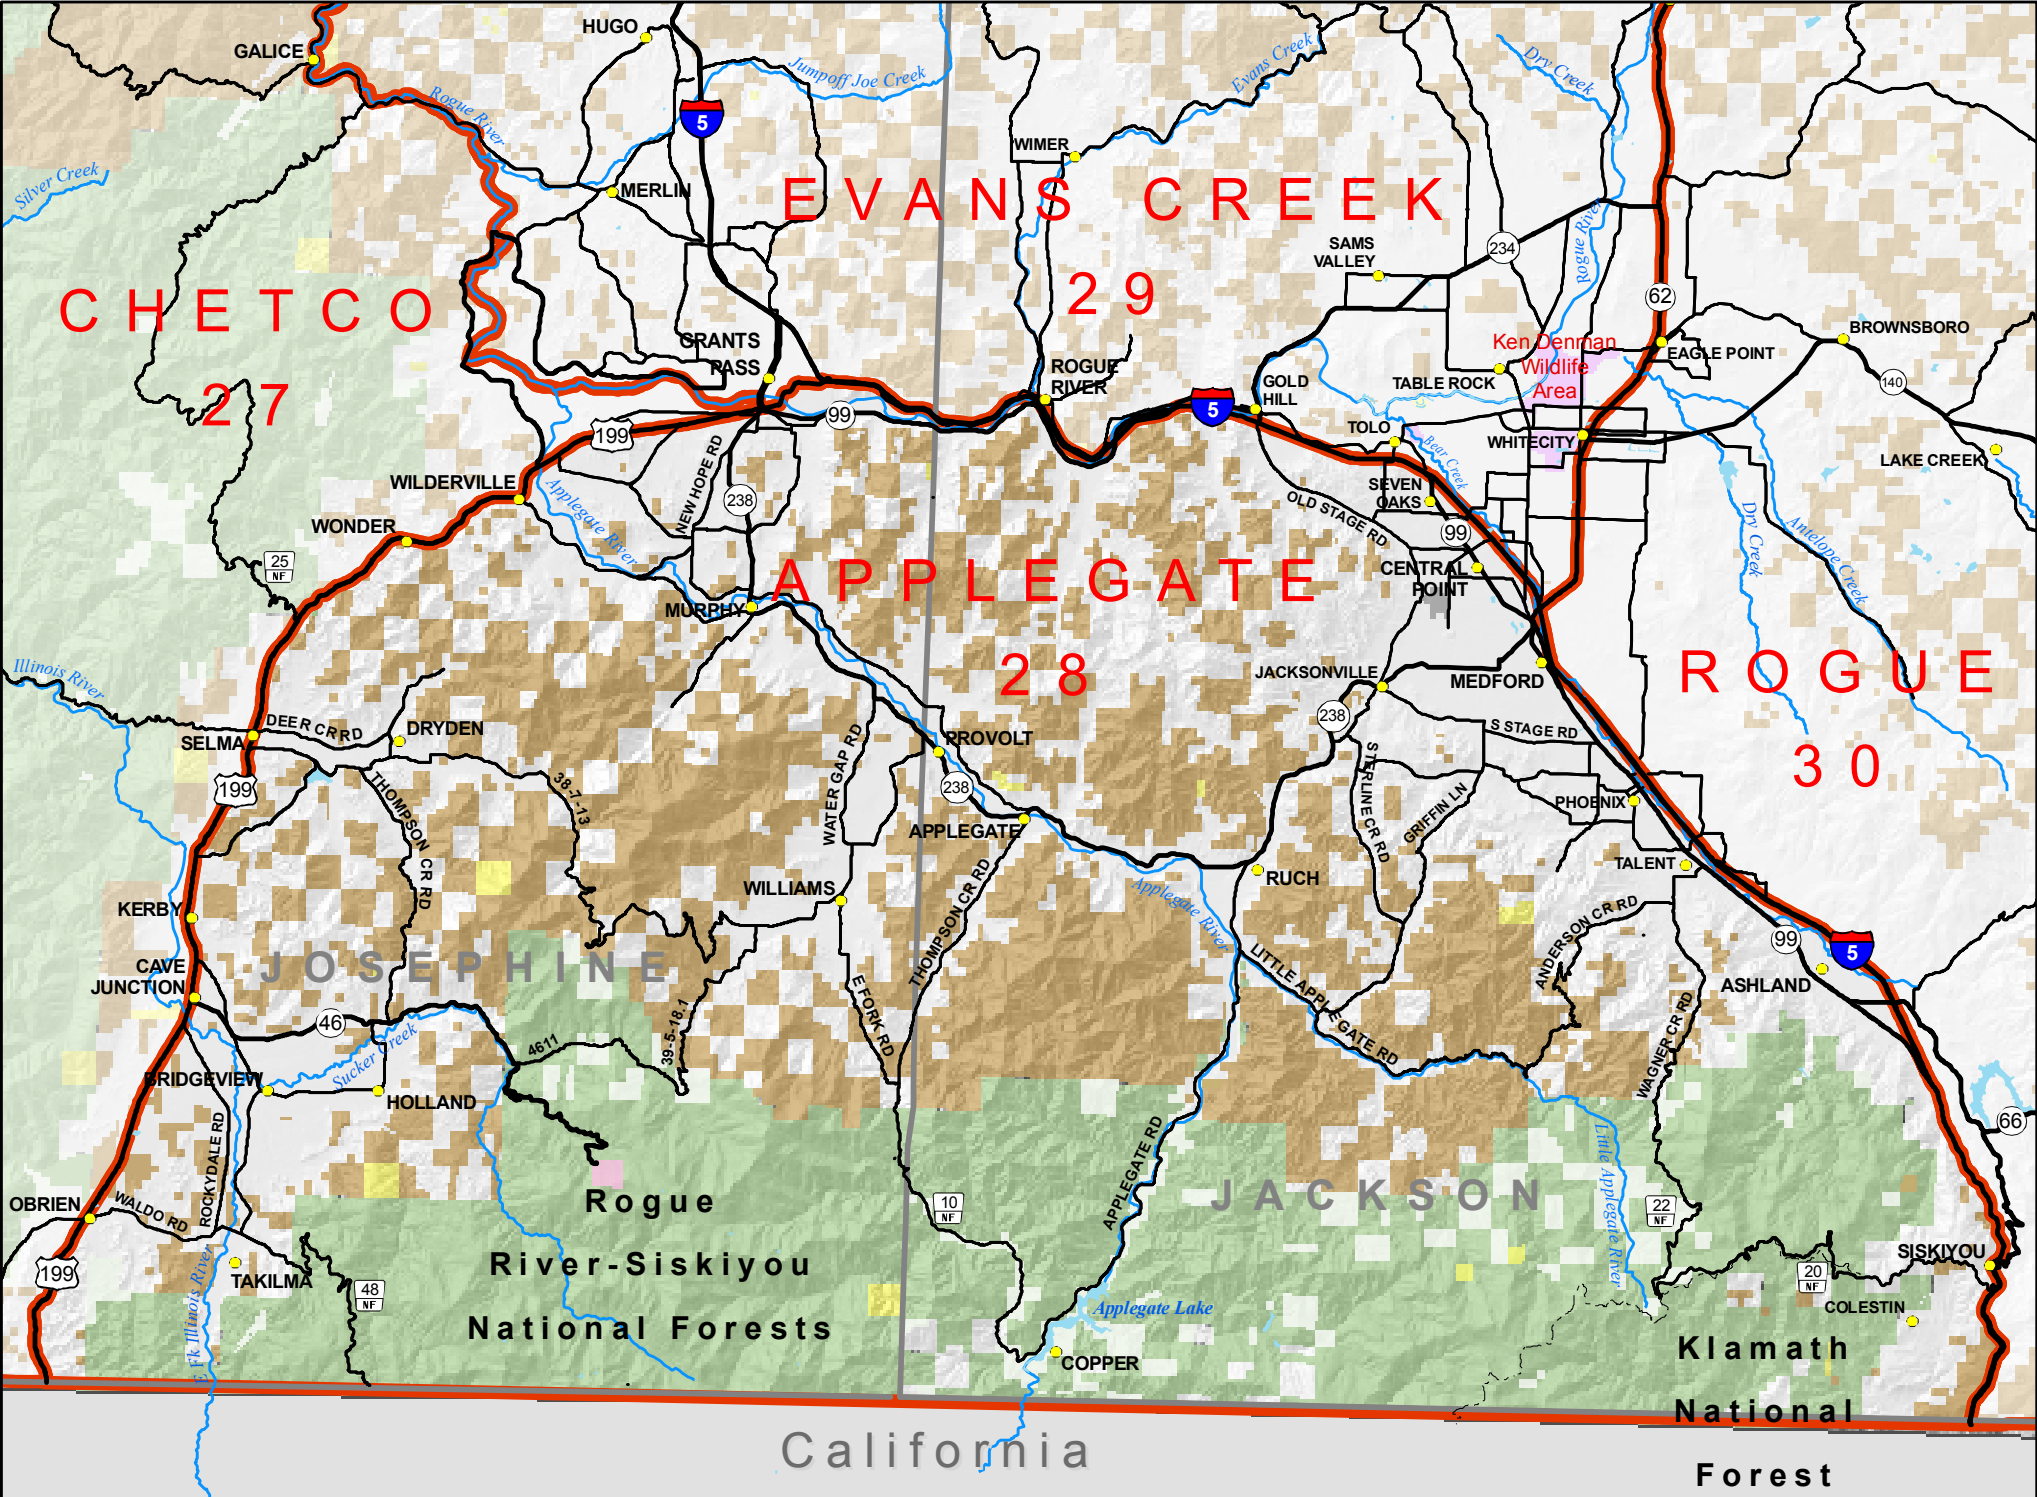 HUGO
GALICE
Jumpoff Joe Creek
Evans Creek
Dry Creek
Rogue River
5
WIMER
Silver Creek
MERLIN
EVANS CREEK
29
SAMS
VALLEY
234
Rogue River
CHETCO
27
62
GRANTS
PASS
ROGUE
RIVER
GOLD
HILL
5
Ken Denman
Wildlife
Area
TABLE ROCK
EAGLE POINT
BROWNSBORO
140
199
99
TOLO
Bear Creek
WHITECITY
LAKE CREEK
WILDERVILLE
Applegate River
NEW HOPE RD
238
SEVEN
OAKS
OLD STAGE RD
99
WONDER
25
NF
Dry Creek
Antelope Creek
CENTRAL
POINT
MURPHY
APPLEGATE
28
Illinois River
JACKSONVILLE
MEDFORD
ROGUE
30
SELMA
DEER CR RD
DRYDEN
238
S STAGE RD
PROVOLT
199
THOMPSON CR RD
38-7-13
WATER GAP RD
238
STERLINE CR RD
GRIFFIN LN
PHOENIX
APPLEGATE
TALENT
RUCH
WILLIAMS
THOMPSON CR RD
Applegate River
KERBY
ANDERSON CR RD
99
5
JOSEPHINE
CAVE
JUNCTION
LITTLE APPLEGATE RD
ASHLAND
E FORK RD
39-5-18.1
WAGNER CR RD
46
Sucker Creek
4611
BRIDGEVIEW
HOLLAND
66
ROCKYDALE RD
APPLEGATE RD
Little Applegate River
OBRIEN
WALDO RD
Rogue
River-Siskiyou
National Forests
10
NF
JACKSON
22
NF
SISKIYOU
199
TAKILMA
48
NF
20
NF
COLESTIN
E Fk Illinois River
Applegate Lake
COPPER
Klamath
National
Forest
California